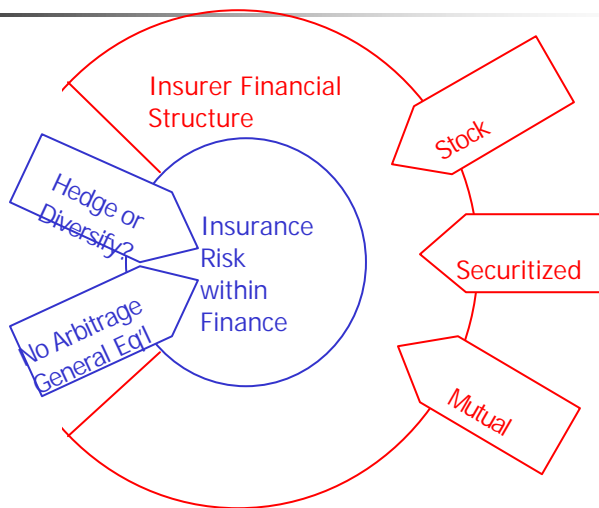 Insurer Financial
Structure
Stock
Hedge or
Diversify?
Insurance
Risk
within
Finance
Securitized
No Arbitrage
General Eq'l
Mutual